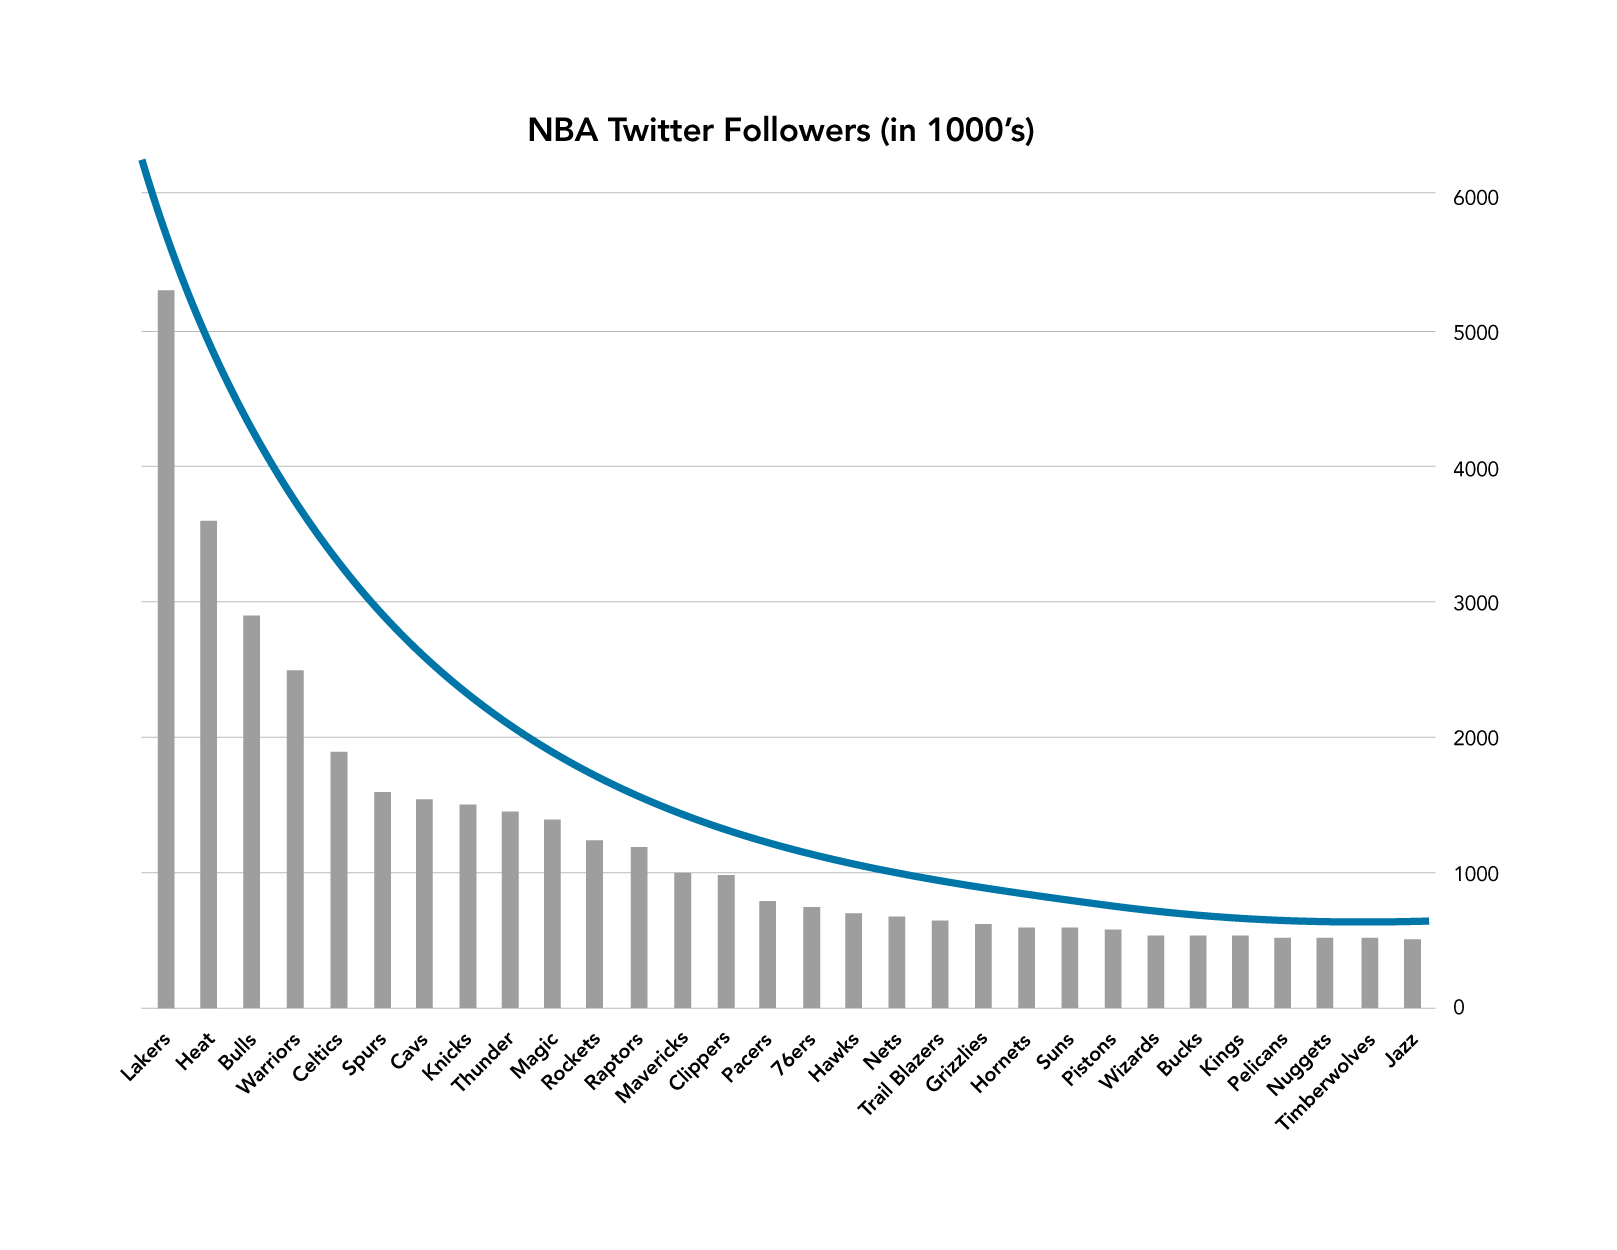 NBA Twitter Followers (in 1000’s)
6000
5000
4000
3000
2000
1000
0
Lakers
Heat
Bulls
Warriors
Celtics
Spurs
Cavs
Knicks
Thunder
Magic
Rockets
Raptors
Mavericks
Clippers
Pacers
76ers
Hawks
Nets
Trail Blazers
Grizzlies
Hornets
Suns
Pistons
Wizards
Bucks
Kings
Pelicans
Nuggets
Timberwolves
Jazz